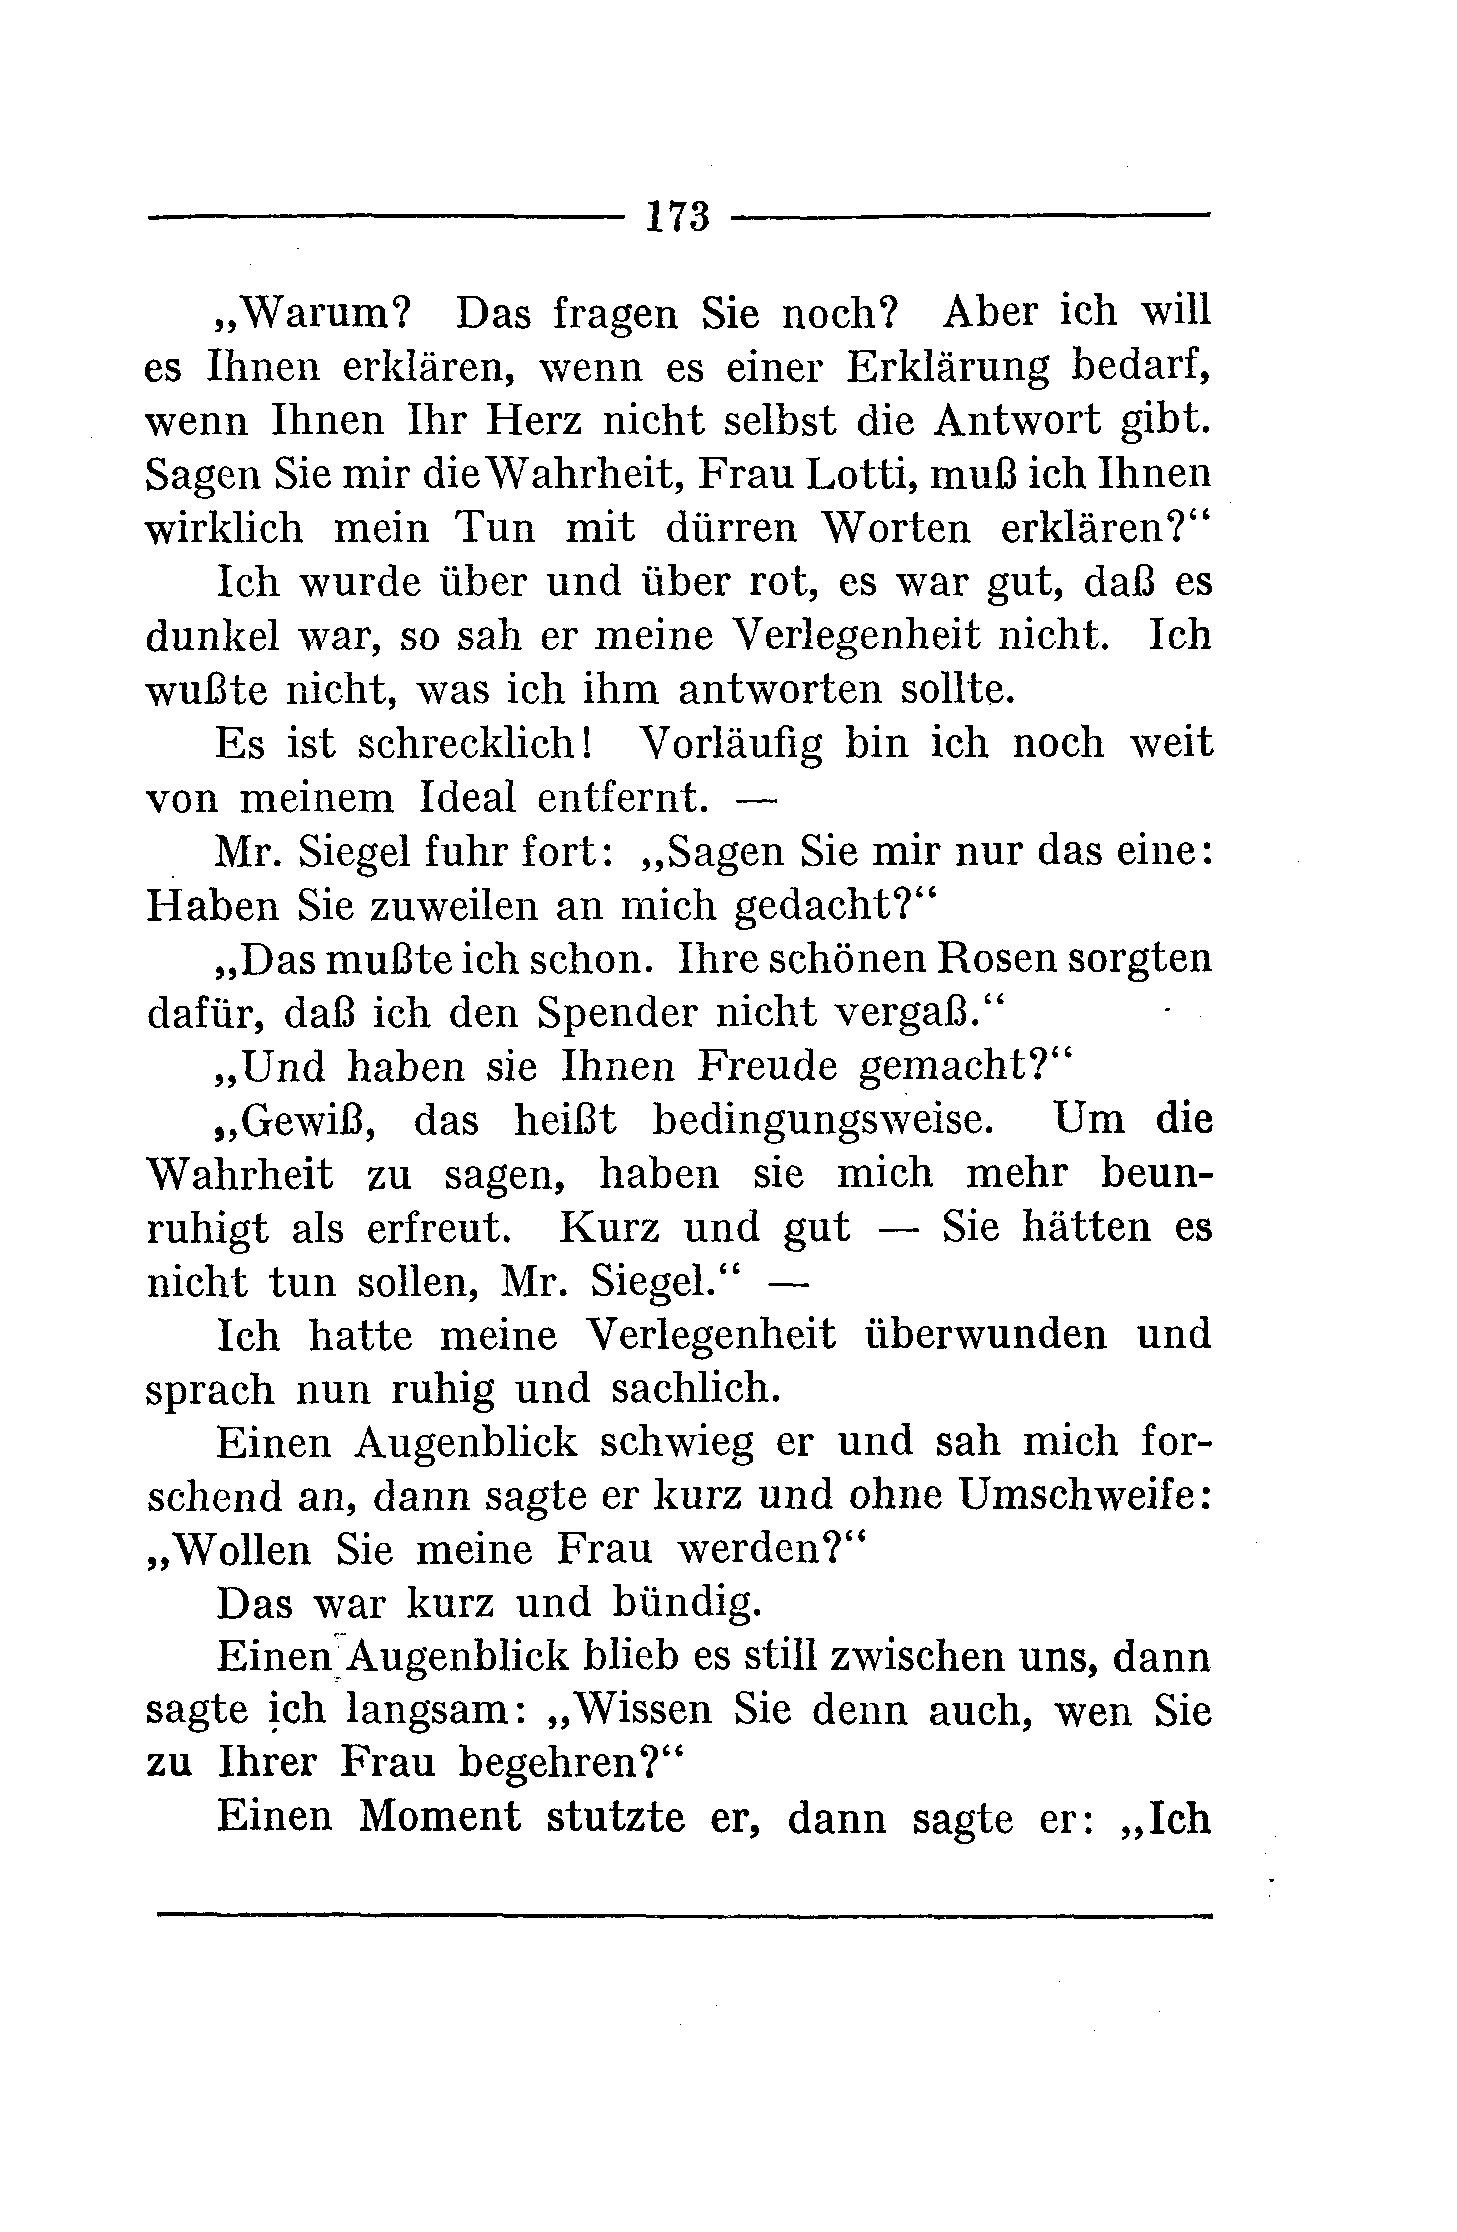 173
„Warum? Das fragen Sie noch? Aber ich will
es Ihnen erklären, wenn es einer Erklärung bedarf,
wenn Ihnen Ihr Herz nicht selbst die Antwort gibt.
Sagen Sie mir die Wahrheit, Frau Lotti, muß ich Ihnen
wirklich mein Tun mit dürren Worten erklären?“
Ich wurde über und über rot, es war gut, daß es
dunkel war, so sah er meine Verlegenheit nicht. Ich
wußte nicht, was ich ihm antworten sollte.
Es ist schrecklich! Vorläufig bin ich noch weit
von meinem Ideal entfernt. —
Mr. Siegel fuhr fort: „Sagen Sie mir nur das eine:
Haben Sie zuweilen an mich gedacht?“
„Das mußte ich schon. Ihre schönen Rosen sorgten
dafür, daß ich den Spender nicht vergaß.“
„Und haben sie Ihnen Freude gemacht?“
„Gewiß, das heißt bedingungsweise. Um die
Wahrheit zu sagen, haben sie mich mehr beun-
ruhigt als erfreut. Kurz und gut — Sie hätten es
nicht tun sollen, Mr. Siegel.“ —
Ich hatte meine Verlegenheit überwunden und
sprach nun ruhig und sachlich.
Einen Augenblick schwieg er und sah mich for-
schend an, dann sagte er kurz und ohne Umschweife:
„Wollen Sie meine Frau werden?“
Das war kurz und bündig.
Einen Augenblick blieb es still zwischen uns, dann
sagte ich langsam: „Wissen Sie denn auch, wen Sie
zu Ihrer Frau begehren?“
Einen Moment stutzte er, dann sagte er: „Ich